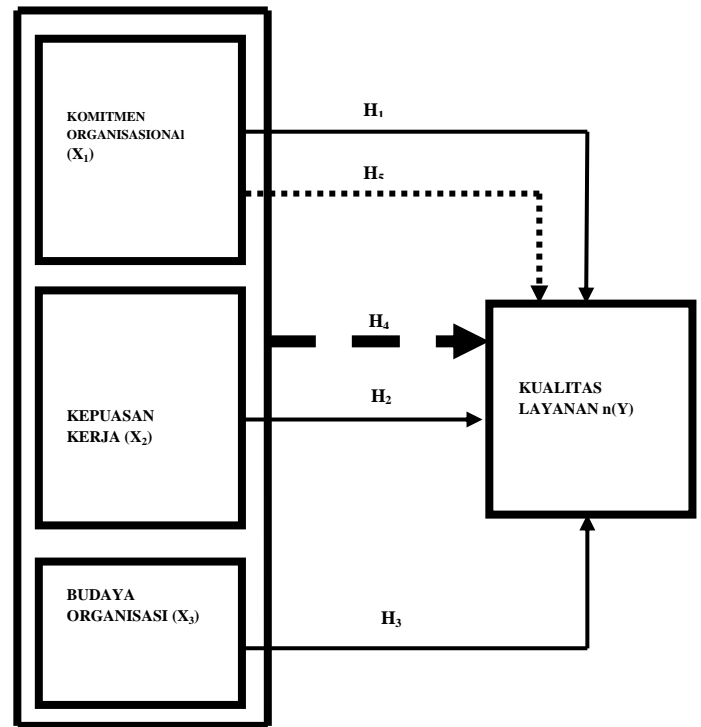 KOMITMEN
ORGANISASIONAl
(X₁)
H₁
H₅
H₄
KUALITAS
LAYANAN n(Y)
H₂
KEPUASAN
KERJA (X₂)
BUDAYA
ORGANISASI (X₃)
H₃